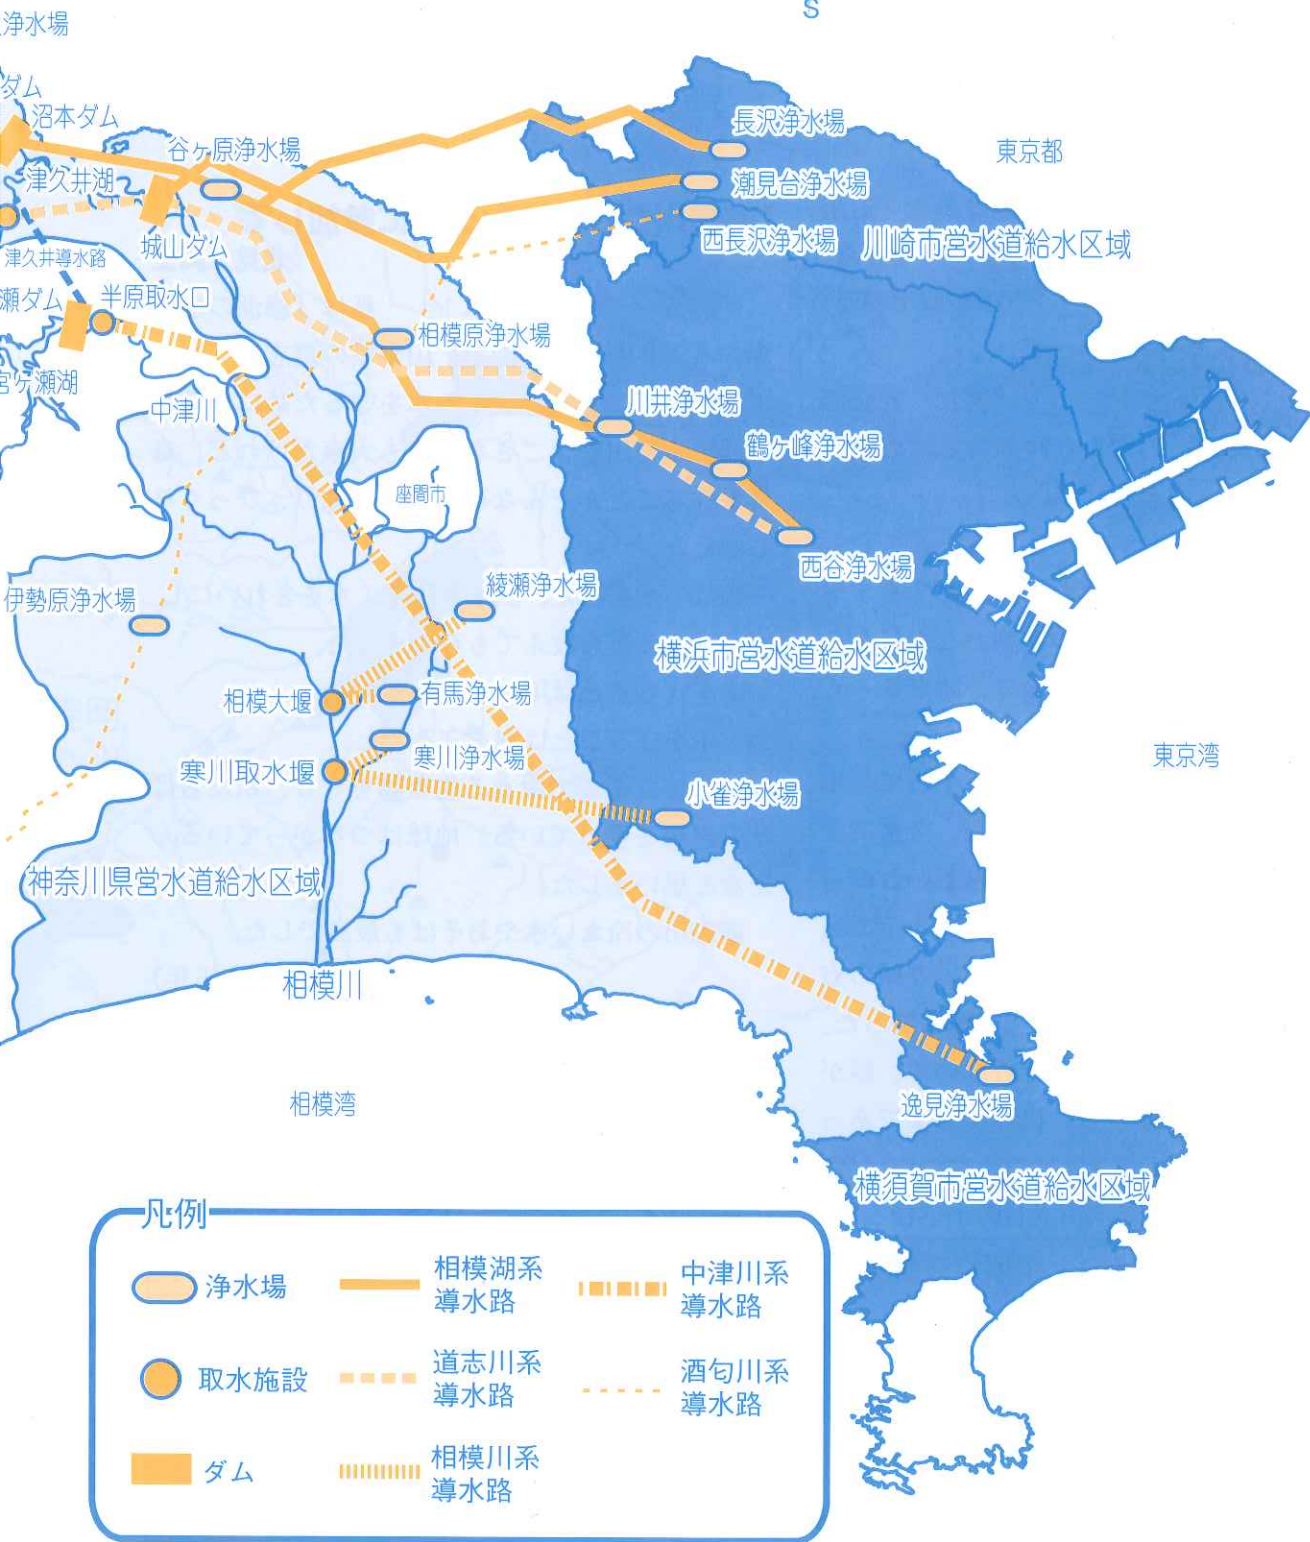 S
浄水場
ダム
沼本ダム
谷ヶ原浄水場
長沢浄水場
東京都
津久井湖
潮見台浄水場
西長沢浄水場
川崎市営水道給水区域
城山ダム
津久井導水路
瀬ダム
半原取水口
相模原浄水場
宮ヶ瀬湖
中津川
川井浄水場
鶴ヶ峰浄水場
座間市
西谷浄水場
綾瀬浄水場
伊勢原浄水場
横浜市営水道給水区域
相模大堰
有馬浄水場
寒川取水堰
寒川浄水場
東京湾
小雀浄水場
神奈川県営水道給水区域
相模川
相模湾
逸見浄水場
横須賀市営水道給水区域
凡例
浄水場
相模湖系
導水路
中津川系
導水路
取水施設
道志川系
導水路
酒匂川系
導水路
ダム
相模川系
導水路